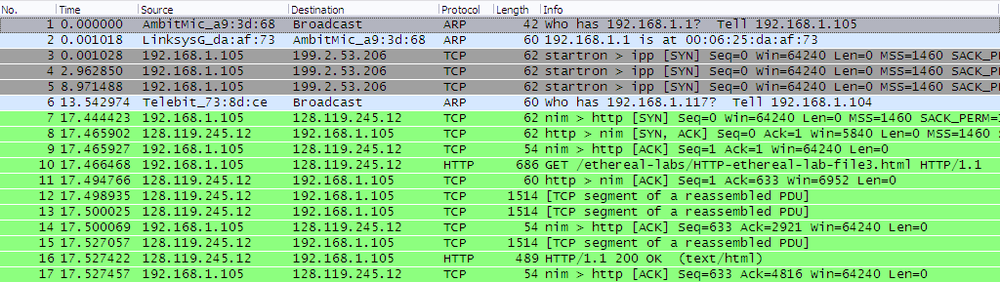 No. Time Source Destination Protocol Length Info
1 0.000000 AmbitMic_a9:3d:68 Broadcast ARP 42 Who has 192.168.1.1? Tell 192.168.1.105
2 0.001018 LinksysG_da:af:73 AmbitMic_a9:3d:68 ARP 60 192.168.1.1 is at 00:06:25:da:af:73
3 0.001028 192.168.1.105 199.2.53.206 TCP 62 startron > ipp [SYN] Seq=0 Win=64240 Len=0 MSS=1460 SACK_P
4 2.962850 192.168.1.105 199.2.53.206 TCP 62 startron > ipp [SYN] Seq=0 Win=64240 Len=0 MSS=1460 SACK_P
5 8.971488 192.168.1.105 199.2.53.206 TCP 62 startron > ipp [SYN] Seq=0 Win=64240 Len=0 MSS=1460 SACK_P
6 13.542974 Telebit_73:8d:ce Broadcast ARP 60 Who has 192.168.1.117? Tell 192.168.1.104
7 17.444423 192.168.1.105 128.119.245.12 TCP 62 nim > http [SYN] Seq=0 Win=64240 Len=0 MSS=1460 SACK_PERM=
8 17.465902 128.119.245.12 192.168.1.105 TCP 62 http > nim [SYN, ACK] Seq=0 Ack=1 Win=5840 Len=0 MSS=1460
9 17.465927 192.168.1.105 128.119.245.12 TCP 54 nim > http [ACK] Seq=1 Ack=1 Win=64240 Len=0
10 17.466468 192.168.1.105 128.119.245.12 HTTP 686 GET /ethereal-labs/HTTP-ethereal-lab-file3.html HTTP/1.1
11 17.494766 128.119.245.12 192.168.1.105 TCP 60 http > nim [ACK] Seq=1 Ack=633 Win=6952 Len=0
12 17.498935 128.119.245.12 192.168.1.105 TCP 1514 [TCP segment of a reassembled PDU]
13 17.500025 128.119.245.12 192.168.1.105 TCP 1514 [TCP segment of a reassembled PDU]
14 17.500069 192.168.1.105 128.119.245.12 TCP 54 nim > http [ACK] Seq=633 Ack=2921 Win=64240 Len=0
15 17.527057 128.119.245.12 192.168.1.105 TCP 1514 [TCP segment of a reassembled PDU]
16 17.527422 128.119.245.12 192.168.1.105 HTTP 489 HTTP/1.1 200 OK (text/html)
17 17.527457 192.168.1.105 128.119.245.12 TCP 54 nim > http [ACK] Seq=633 Ack=4816 Win=64240 Len=0